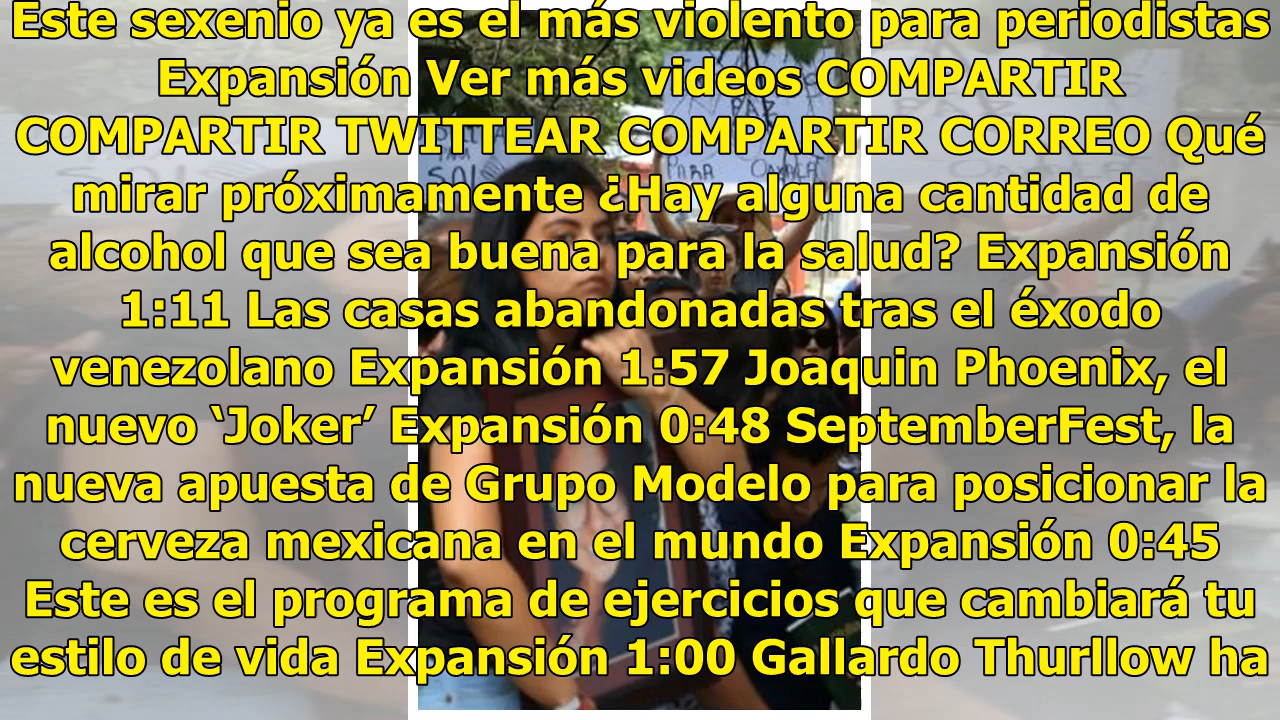 Este sexenio ya es el más violento para periodistas
Expansión Ver más videos COMPARTIR
COMPARTIR TWITTEAR COMPARTIR CORREO Qué
mirar próximamente ¿Hay alguna cantidad de
alcohol que sea buena para la salud? Expansión
1:11 Las casas abandonadas tras el éxodo
venezolano Expansión 1:57 Joaquin Phoenix, el
nuevo ‘Joker’ Expansión 0:48 SeptemberFest, la
nueva apuesta de Grupo Modelo para posicionar la
cerveza mexicana en el mundo Expansión 0:45
Este es el programa de ejercicios que cambiará tu
estilo de vida Expansión 1:00 Gallardo Thurllow ha
PAZ
PARA